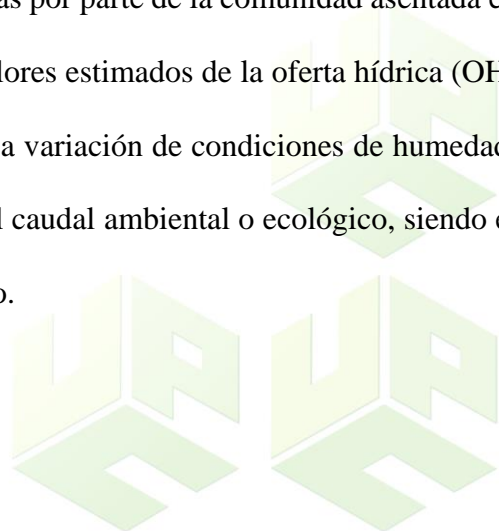 as por parte de la comunidad asentada e
lores estimados de la oferta hídrica (OH
a variación de condiciones de humedad
l caudal ambiental o ecológico, siendo e
o.